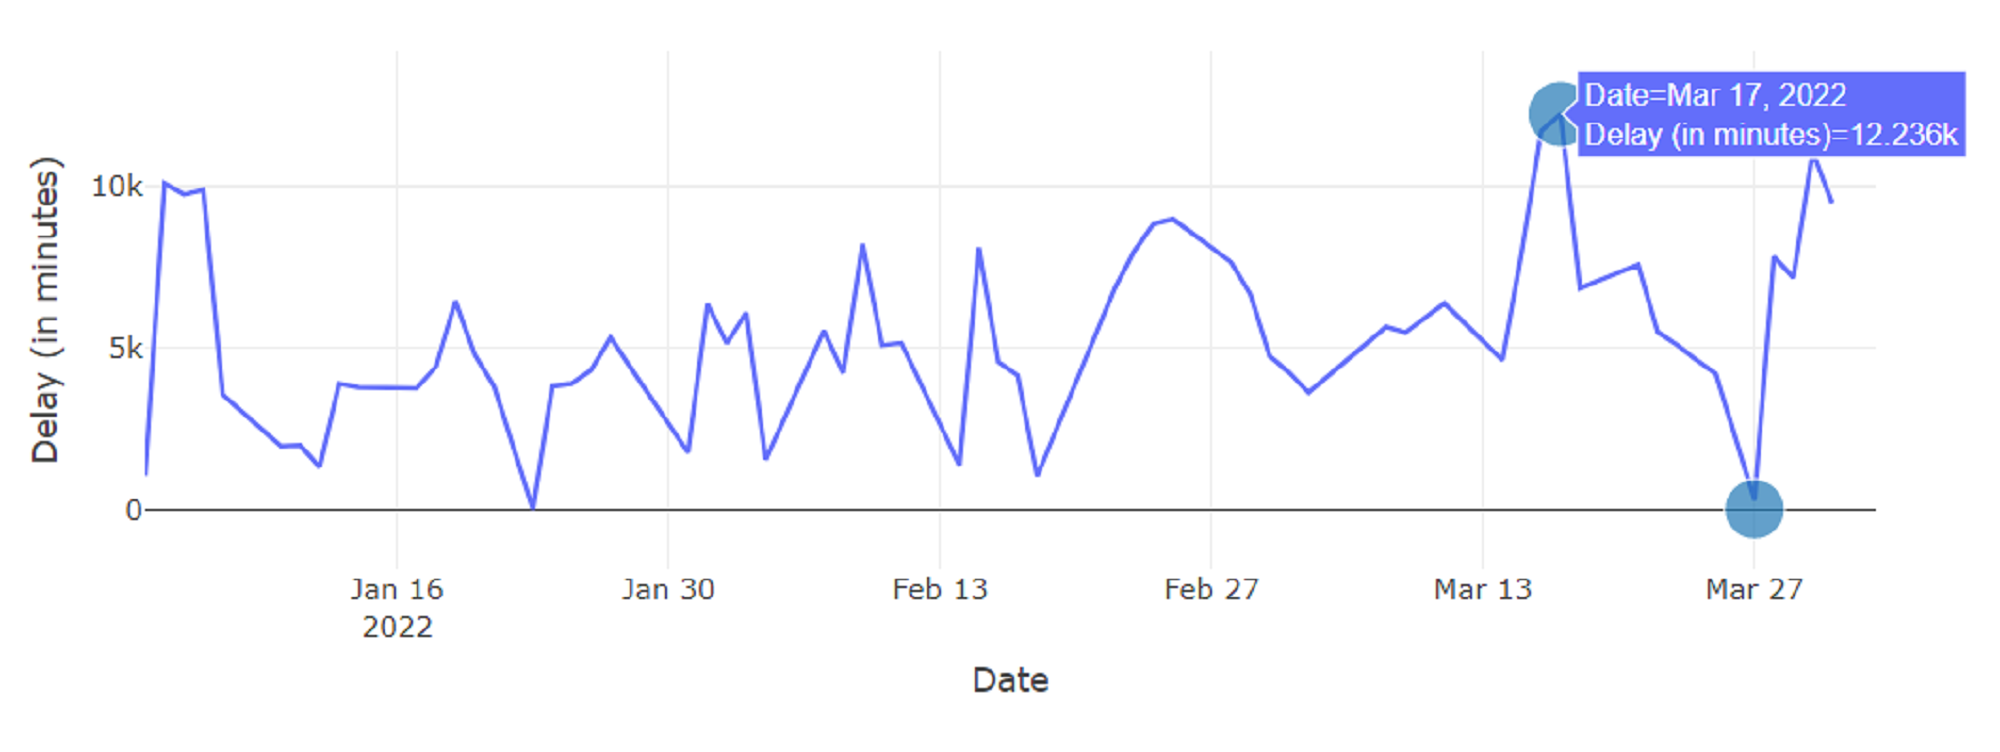 Date=Mar 17, 2022
Delay (in minutes)=12.236k
Delay (in minutes)
10k
5k
0
Jan 16
2022
Jan 30
Feb 13
Feb 27
Mar 13
Mar 27
Date